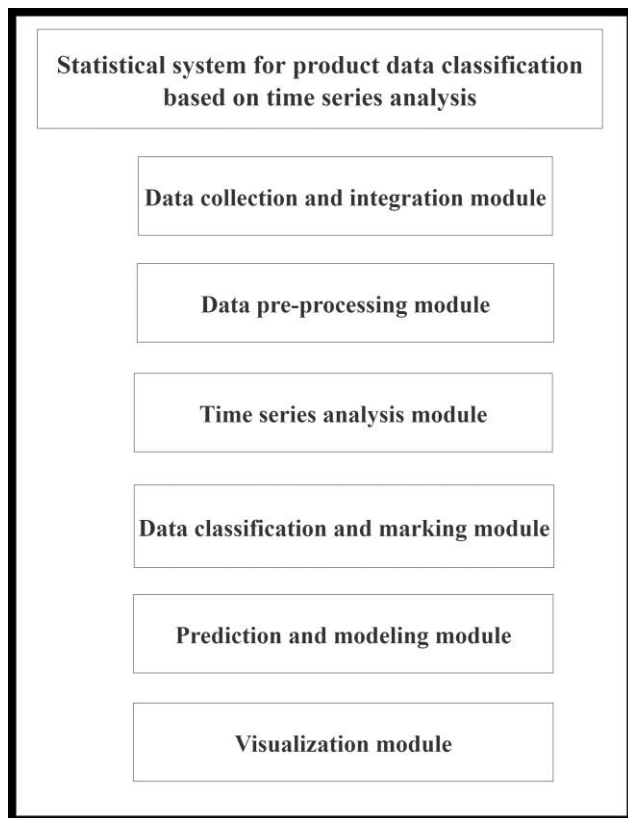 Statistical system for product data classification
based on time series analysis
Data collection and integration module
Data pre-processing module
Time series analysis module
Data classification and marking module
Prediction and modeling module
Visualization module